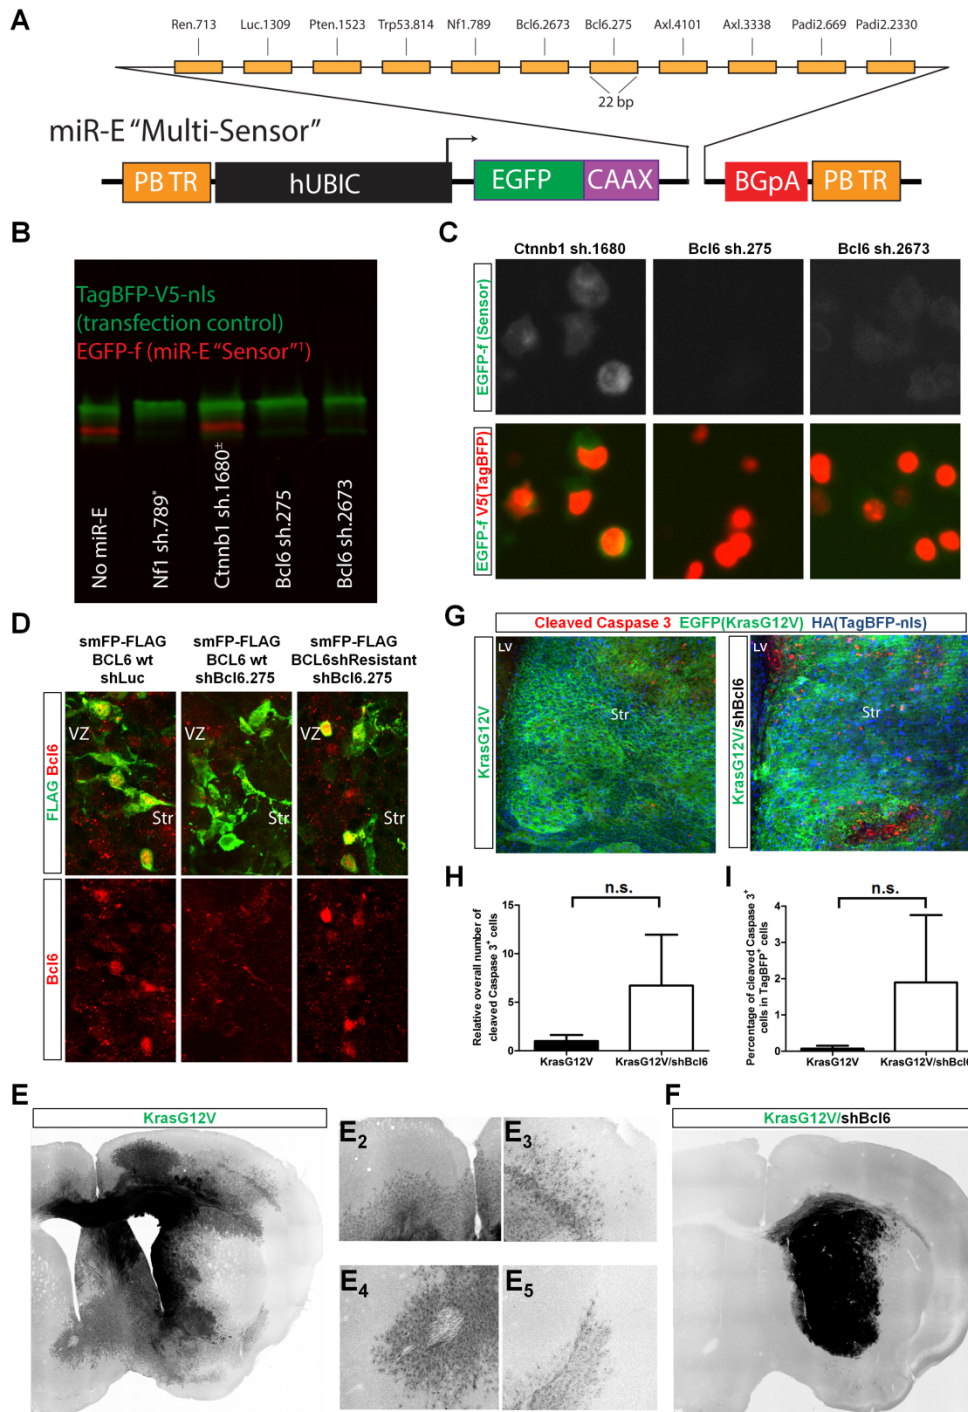 A
Ren.713 Luc.1309 Pten.1523 Trp53.814 Nf1.789 Bcl6.2673 Bcl6.275 Axl.4101 Axl.3338 Padi2.669 Padi2.2330
22 bp
miR-E “Multi-Sensor”
PB TR hUBIC EGFP CAAX BGpA PB TR
B
TagBFP-V5-nls
(transfection control)
EGFP-f (miR-E “Sensor”¹)
No miR-E
Nf1 sh.789*
Ctnnb1 sh.1680±
Bcl6 sh.275
Bcl6 sh.2673
C
Ctnnb1 sh.1680 Bcl6 sh.275 Bcl6 sh.2673
EGFP-f (Sensor)
EGFP-f V5(TagBFP)
D
smFP-FLAG
BCL6 wt
shLuc
smFP-FLAG
BCL6 wt
shBcl6.275
smFP-FLAG
BCL6shResistant
shBcl6.275
FLAG Bcl6
VZ
Str
VZ
Str
VZ
Str
Bcl6
G
Cleaved Caspase 3 EGFP(KrasG12V) HA(TagBFP-nls)
KrasG12V
LV
Str
KrasG12V/shBcl6
LV
Str
H
n.s.
Relative overall number of
cleaved Caspase 3⁺ cells
15
10
5
0
KrasG12V KrasG12V/shBcl6
I
n.s.
Percentage of cleaved Caspase 3⁺
cells in TagBFP⁺ cells
4
3
2
1
0
KrasG12V KrasG12V/shBcl6
E
KrasG12V
E₂
E₃
E₄
E₅
F
KrasG12V/shBcl6